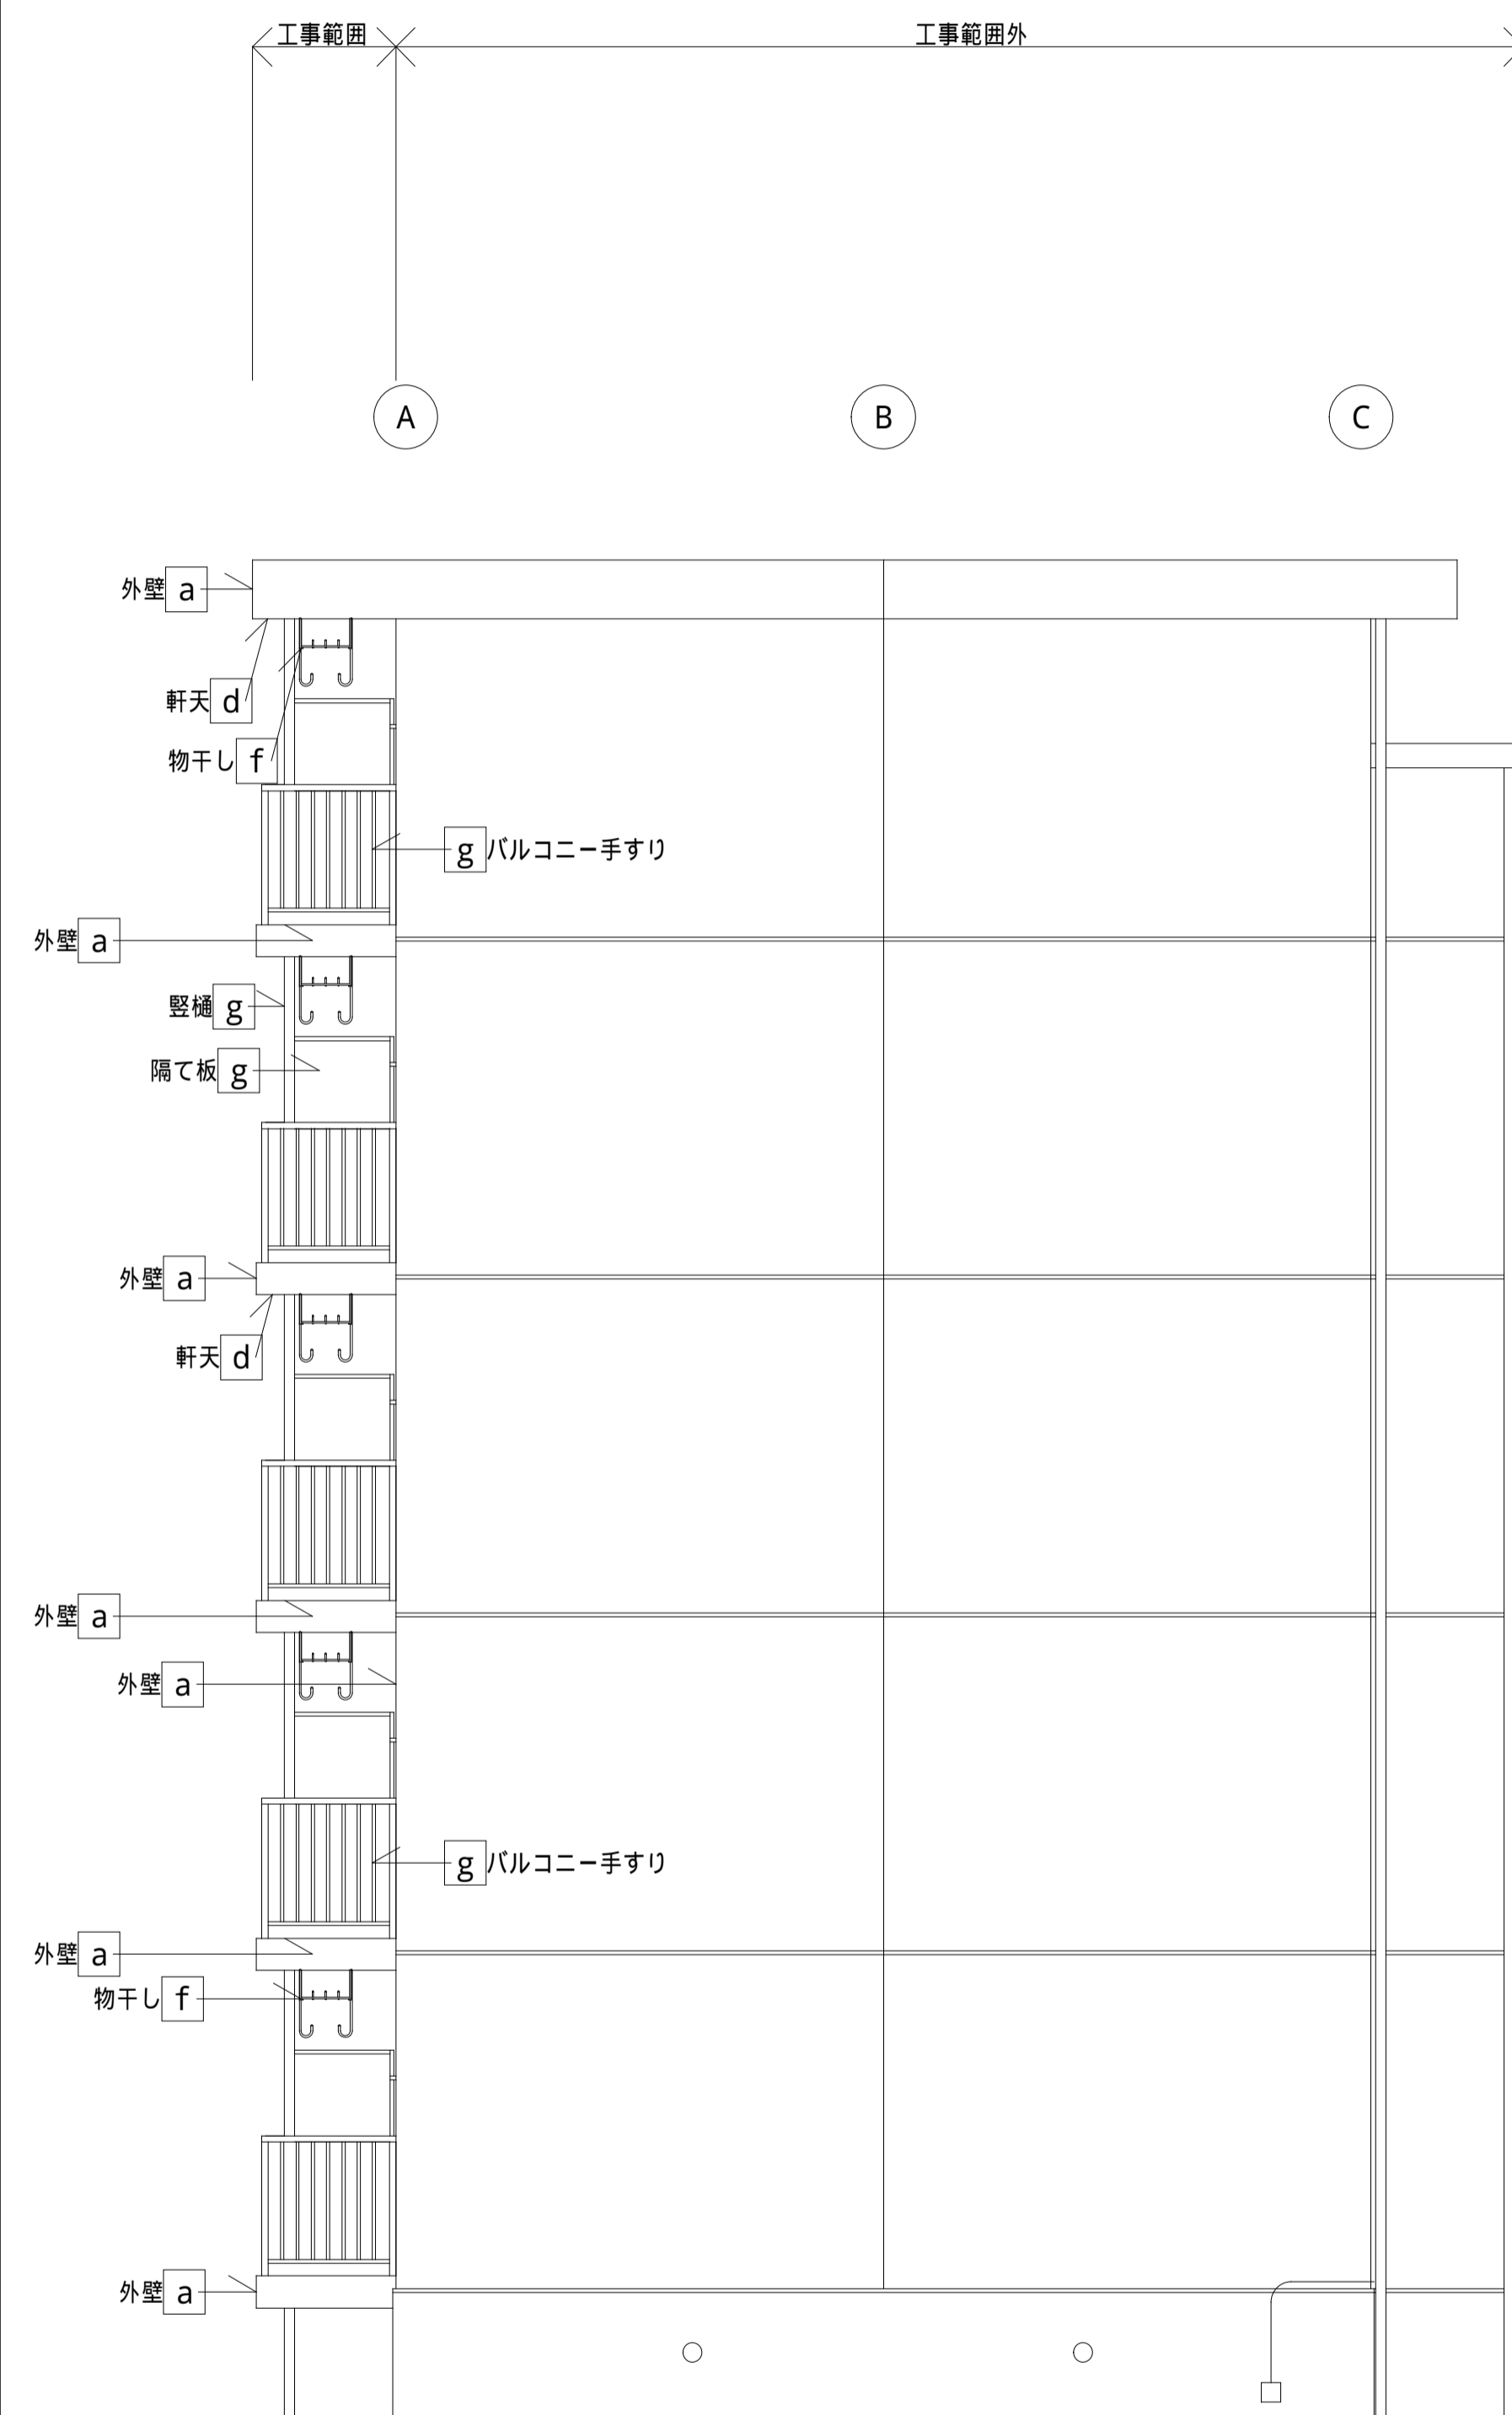 工事範囲 工事範囲外
A B C
外壁 a
軒天 d
物干し f
g バルコニー手すり
外壁 a
竪樋 g
隔て板 g
外壁 a
軒天 d
外壁 a
外壁 a
g バルコニー手すり
外壁 a
物干し f
外壁 a